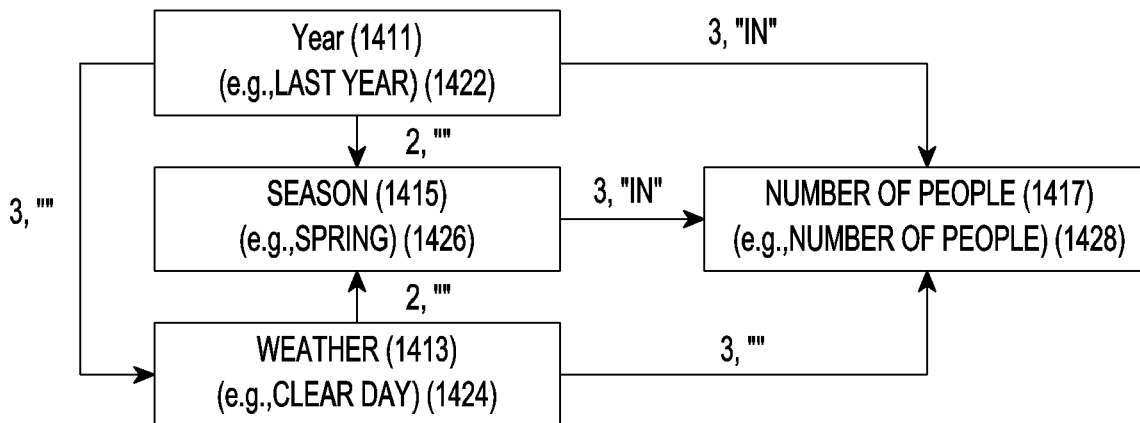 Year (1411)
(e.g.,LAST YEAR) (1422)
3, "IN"
2, ""
SEASON (1415)
(e.g.,SPRING) (1426)
3, "IN"
NUMBER OF PEOPLE (1417)
(e.g.,NUMBER OF PEOPLE) (1428)
3, ""
2, ""
WEATHER (1413)
(e.g.,CLEAR DAY) (1424)
3, ""